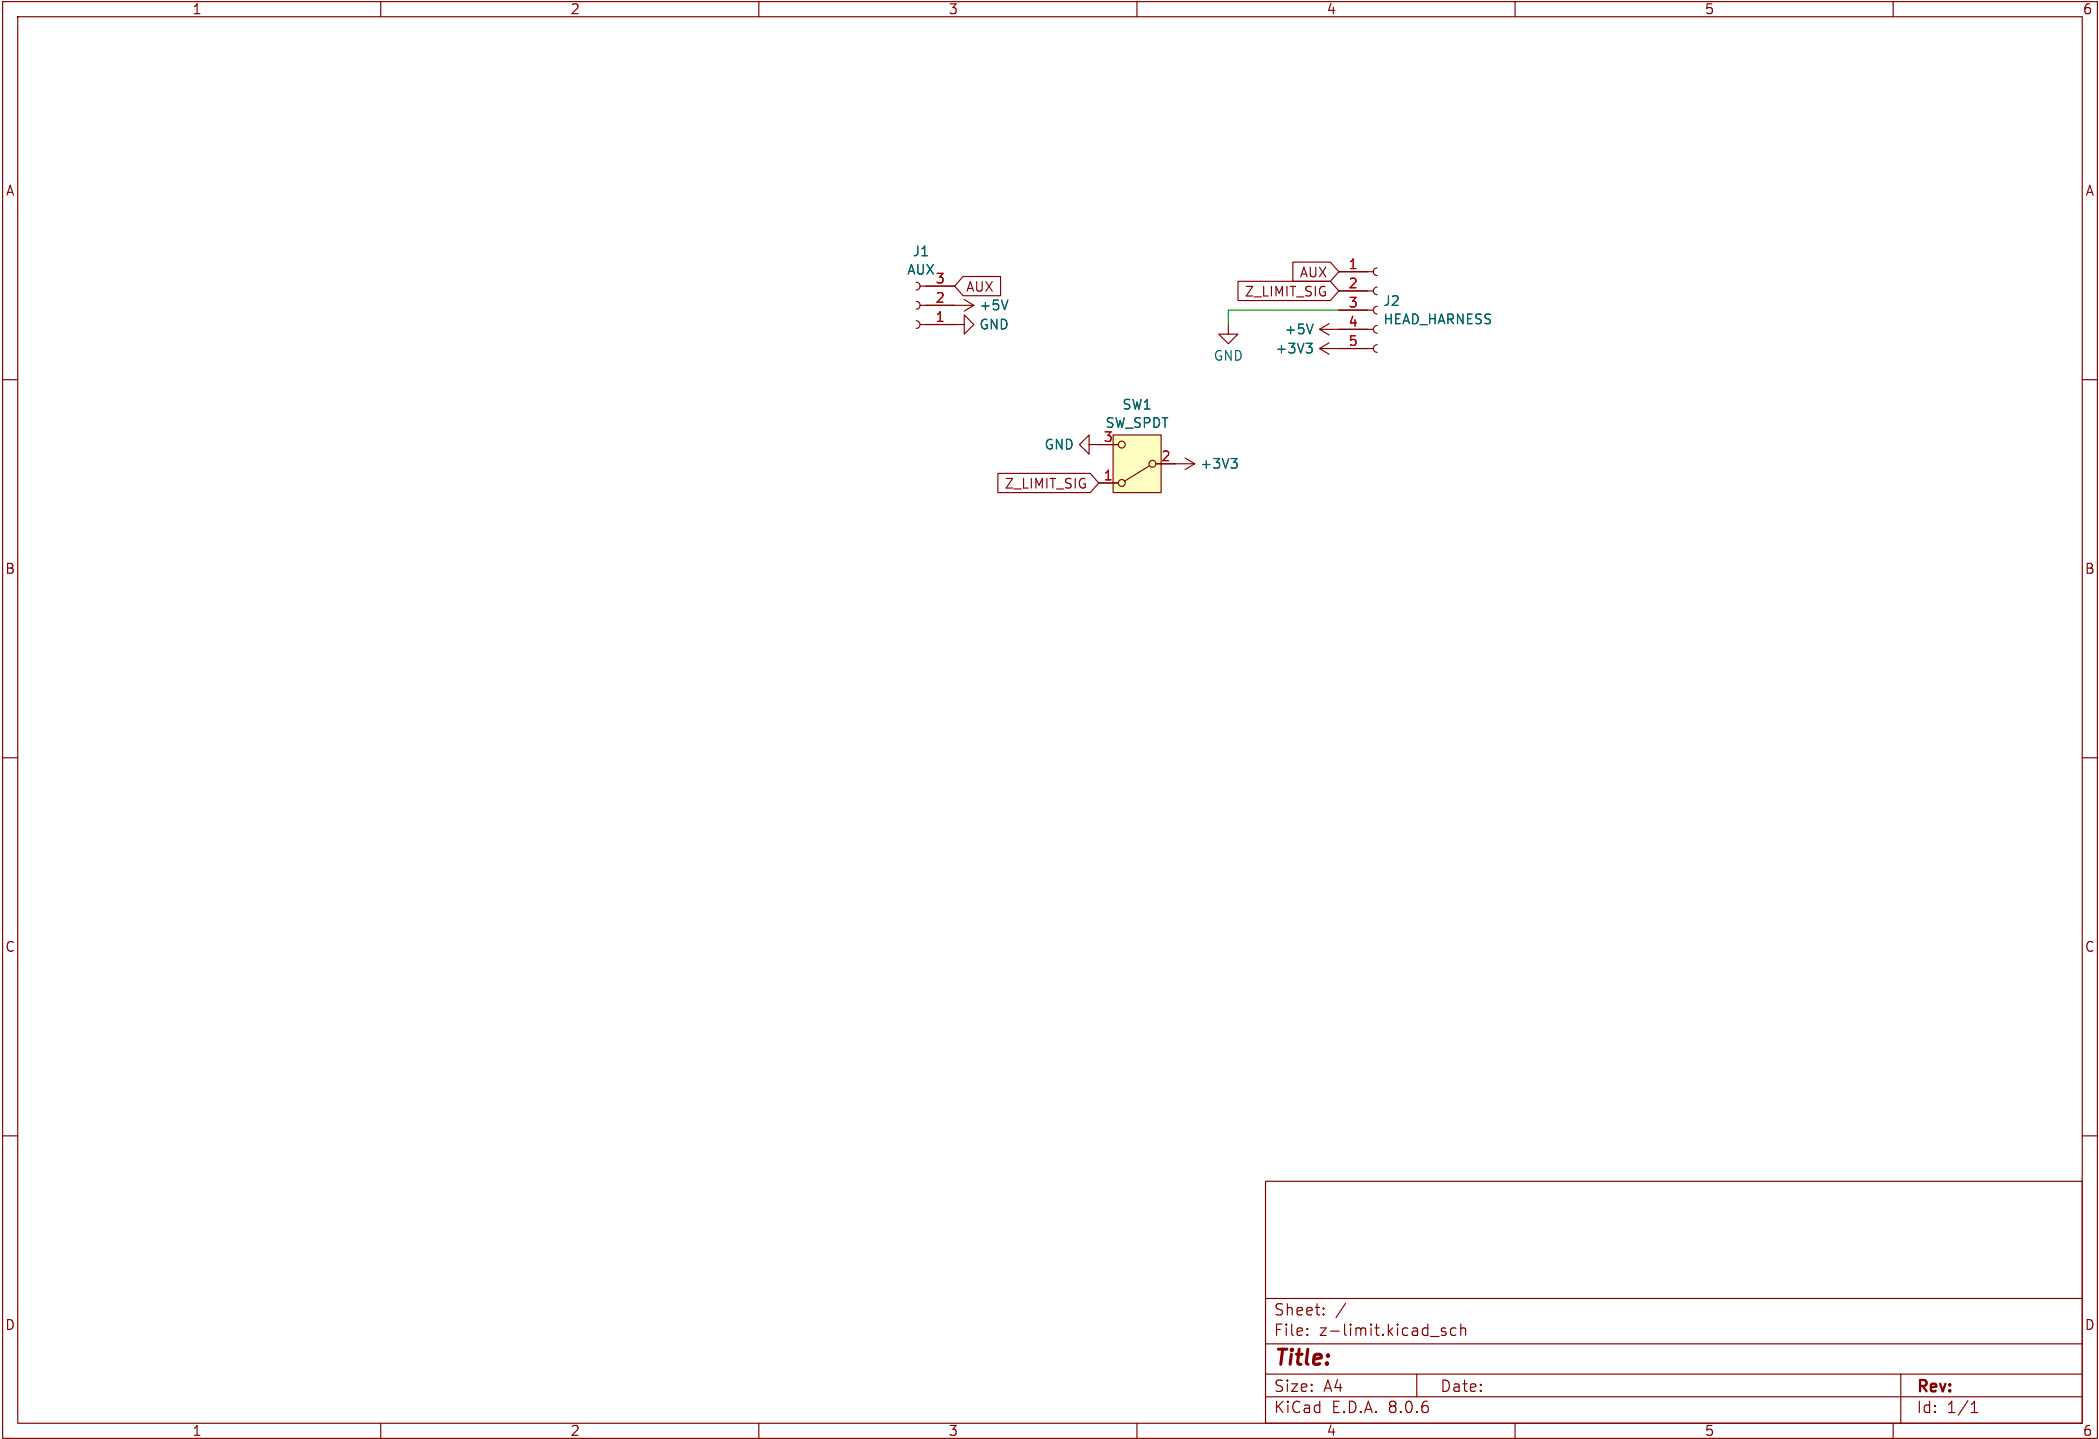 1 2 3 4 5 6
A A
J1
AUX
3 AUX
2 +5V
1 GND
AUX 1
Z_LIMIT_SIG 2
3 J2
HEAD_HARNESS
+5V 4
+3V3 5
GND
SW1
SW_SPDT
GND 3
2 +3V3
Z_LIMIT_SIG 1
B B
C C
Sheet: /
File: z-limit.kicad_sch
D D
Title:
Size: A4 Date: Rev:
KiCad E.D.A. 8.0.6 Id: 1/1
1 2 3 4 5 6